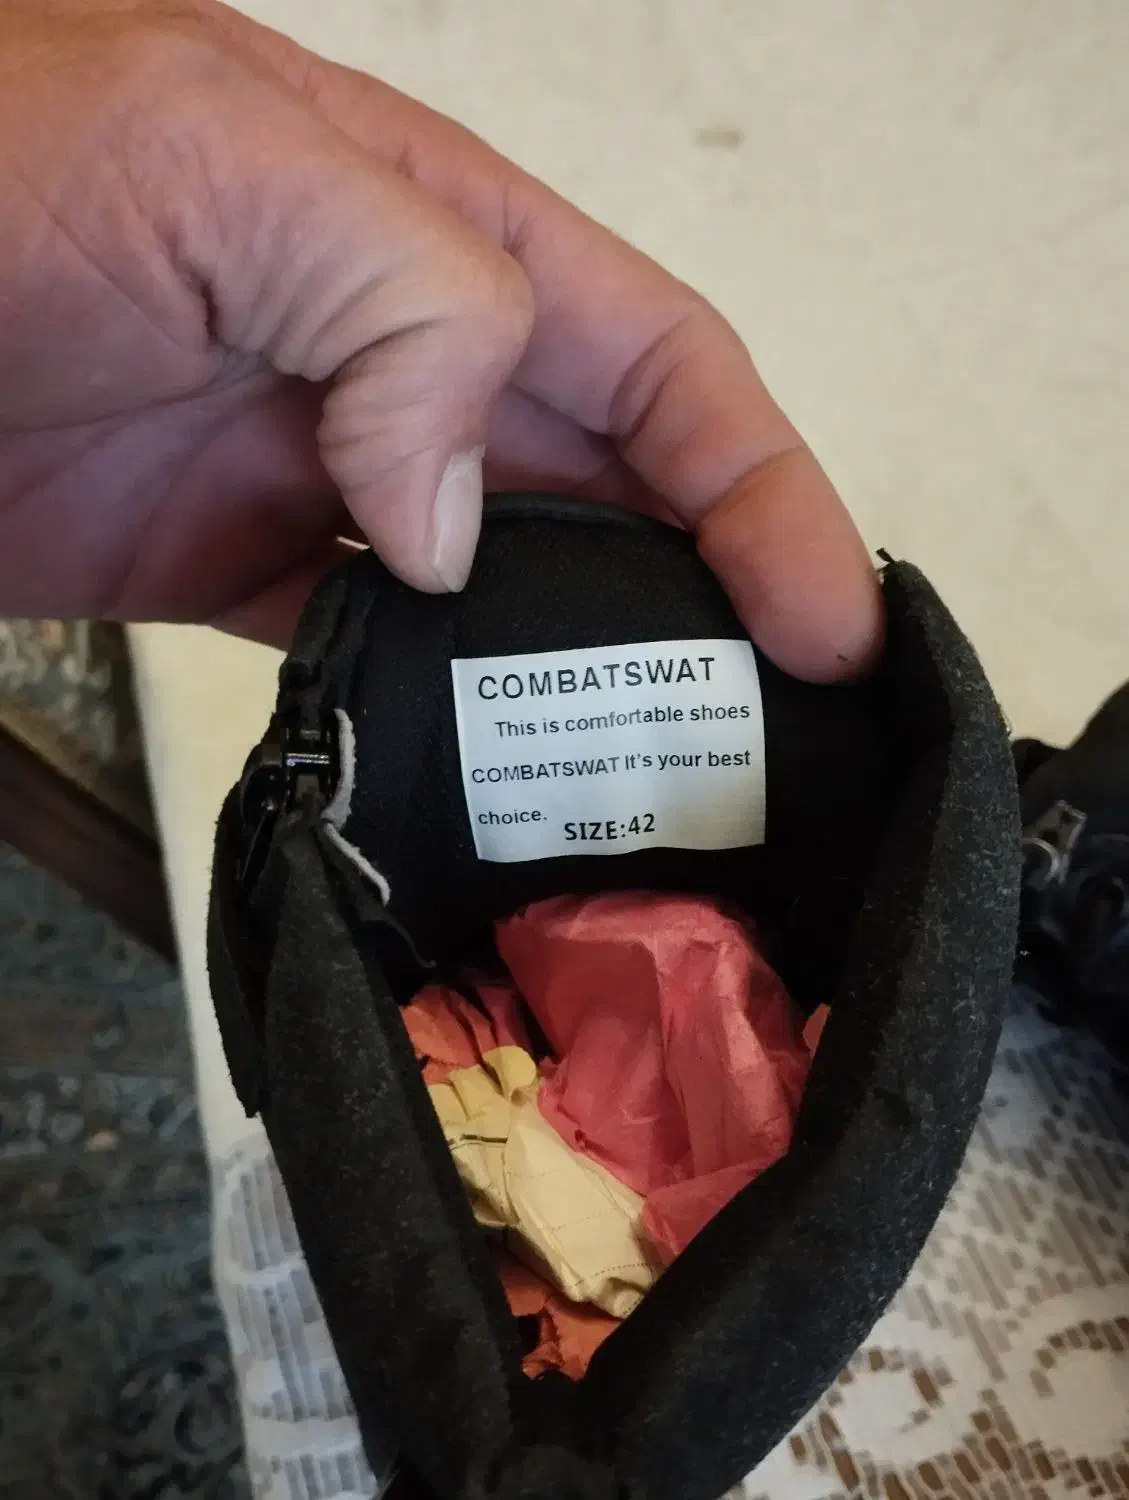 COMBATSWAT
This is comfortable shoes
COMBATSWAT It's your best
choice.
SIZE:42